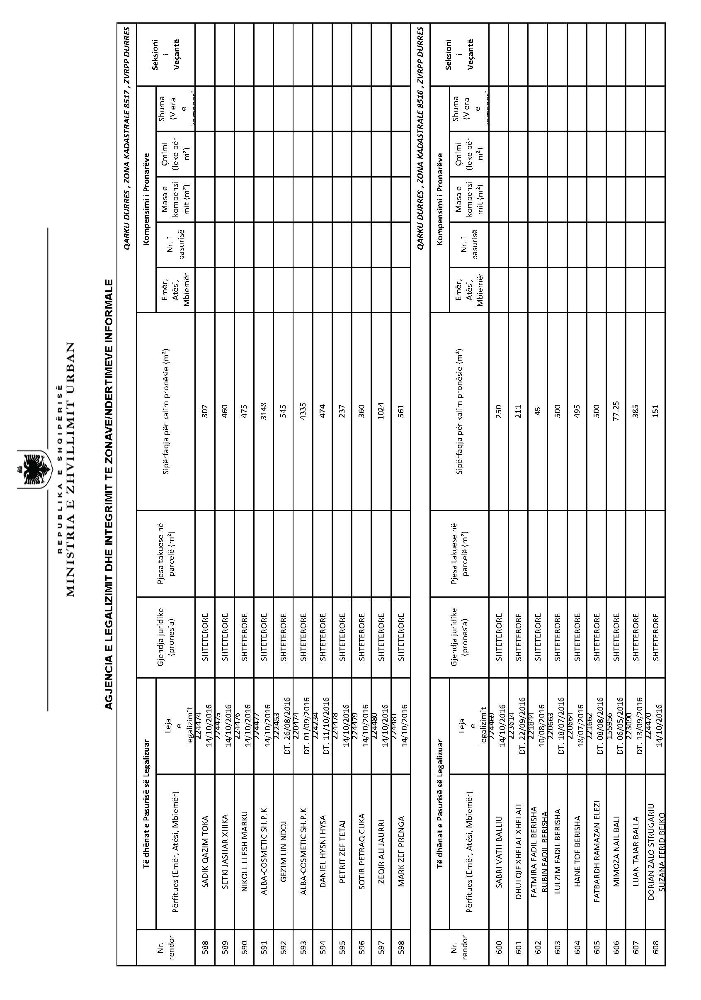 REPUBLIKA E SHQIPËRISË
MINISTRIA E ZHVILLIMIT URBAN
AGJENCIA E LEGALIZIMIT DHE INTEGRIMIT TE ZONAVE/NDERTIMEVE INFORMALE
QARKU DURRES , ZONA KADASTRALE 8517 , ZVRPP DURRES
Nr. rendor Të dhënat e Pasurisë së Legalizuar Gjendja juridike (pronesia) Pjesa takuese në parcelë (m²) Sipërfaqja për kalim pronësie (m²) Kompensimi i Pronarëve Seksioni i Veçantë
Përfitues (Emër, Atësi, Mbiemër) Leja e legalizimit Emër, Atësi, Mbiemër Nr. i pasurisë Masa e kompensi mit (m²) Çmimi (leke për m²) Shuma (Vlera e kompensi
588 SADIK QAZIM TOKA 224474 14/10/2016 SHTETERORE 307
589 SETKI JASHAR XHIKA 224475 14/10/2016 SHTETERORE 460
590 NIKOLL LLESH MARKU 224476 14/10/2016 SHTETERORE 475
591 ALBA-COSMETIC SH.P.K 224477 14/10/2016 SHTETERORE 3148
592 GEZIM LIN NDOJ 222453 DT. 26/08/2016 SHTETERORE 545
593 ALBA-COSMETIC SH.P.K 220474 DT. 01/09/2016 SHTETERORE 4335
594 DANIEL HYSNI HYSA 224234 DT. 11/10/2016 SHTETERORE 474
595 PETRIT ZEF TETAJ 224478 14/10/2016 SHTETERORE 237
596 SOTIR PETRAQ CUKA 224479 14/10/2016 SHTETERORE 360
597 ZEQIR ALI JAURRI 224480 14/10/2016 SHTETERORE 1024
598 MARK ZEF PRENGA 224481 14/10/2016 SHTETERORE 561
QARKU DURRES , ZONA KADASTRALE 8516 , ZVRPP DURRES
Nr. rendor Të dhënat e Pasurisë së Legalizuar Gjendja juridike (pronesia) Pjesa takuese në parcelë (m²) Sipërfaqja për kalim pronësie (m²) Kompensimi i Pronarëve Seksioni i Veçantë
Përfitues (Emër, Atësi, Mbiemër) Leja e legalizimit Emër, Atësi, Mbiemër Nr. i pasurisë Masa e kompensi mit (m²) Çmimi (leke për m²) Shuma (Vlera e kompensi
600 SABRI VATH BALLIU 224469 14/10/2016 SHTETERORE 250
601 DHULQIF XHELAL XHELALI 223614 DT. 22/09/2016 SHTETERORE 211
602 FATMIRA FADIL BERISHA RUBIN FADIL BERISHA 221844 10/08/2016 SHTETERORE 45
603 LULZIM FADIL BERISHA 220663 DT. 18/07/2016 SHTETERORE 500
604 HANE TOF BERISHA 220664 18/07/2016 SHTETERORE 495
605 FATBARDH RAMAZAN ELEZI 221662 DT. 08/08/2016 SHTETERORE 500
606 MIMOZA NAIL BALI 155956 DT. 06/05/2016 SHTETERORE 77.25
607 LUAN TAJAR BALLA 223090 DT. 13/09/2016 SHTETERORE 385
608 DORIAN ZALO STRUGARIU SUZANA FERID BEJKO 224470 14/10/2016 SHTETERORE 151